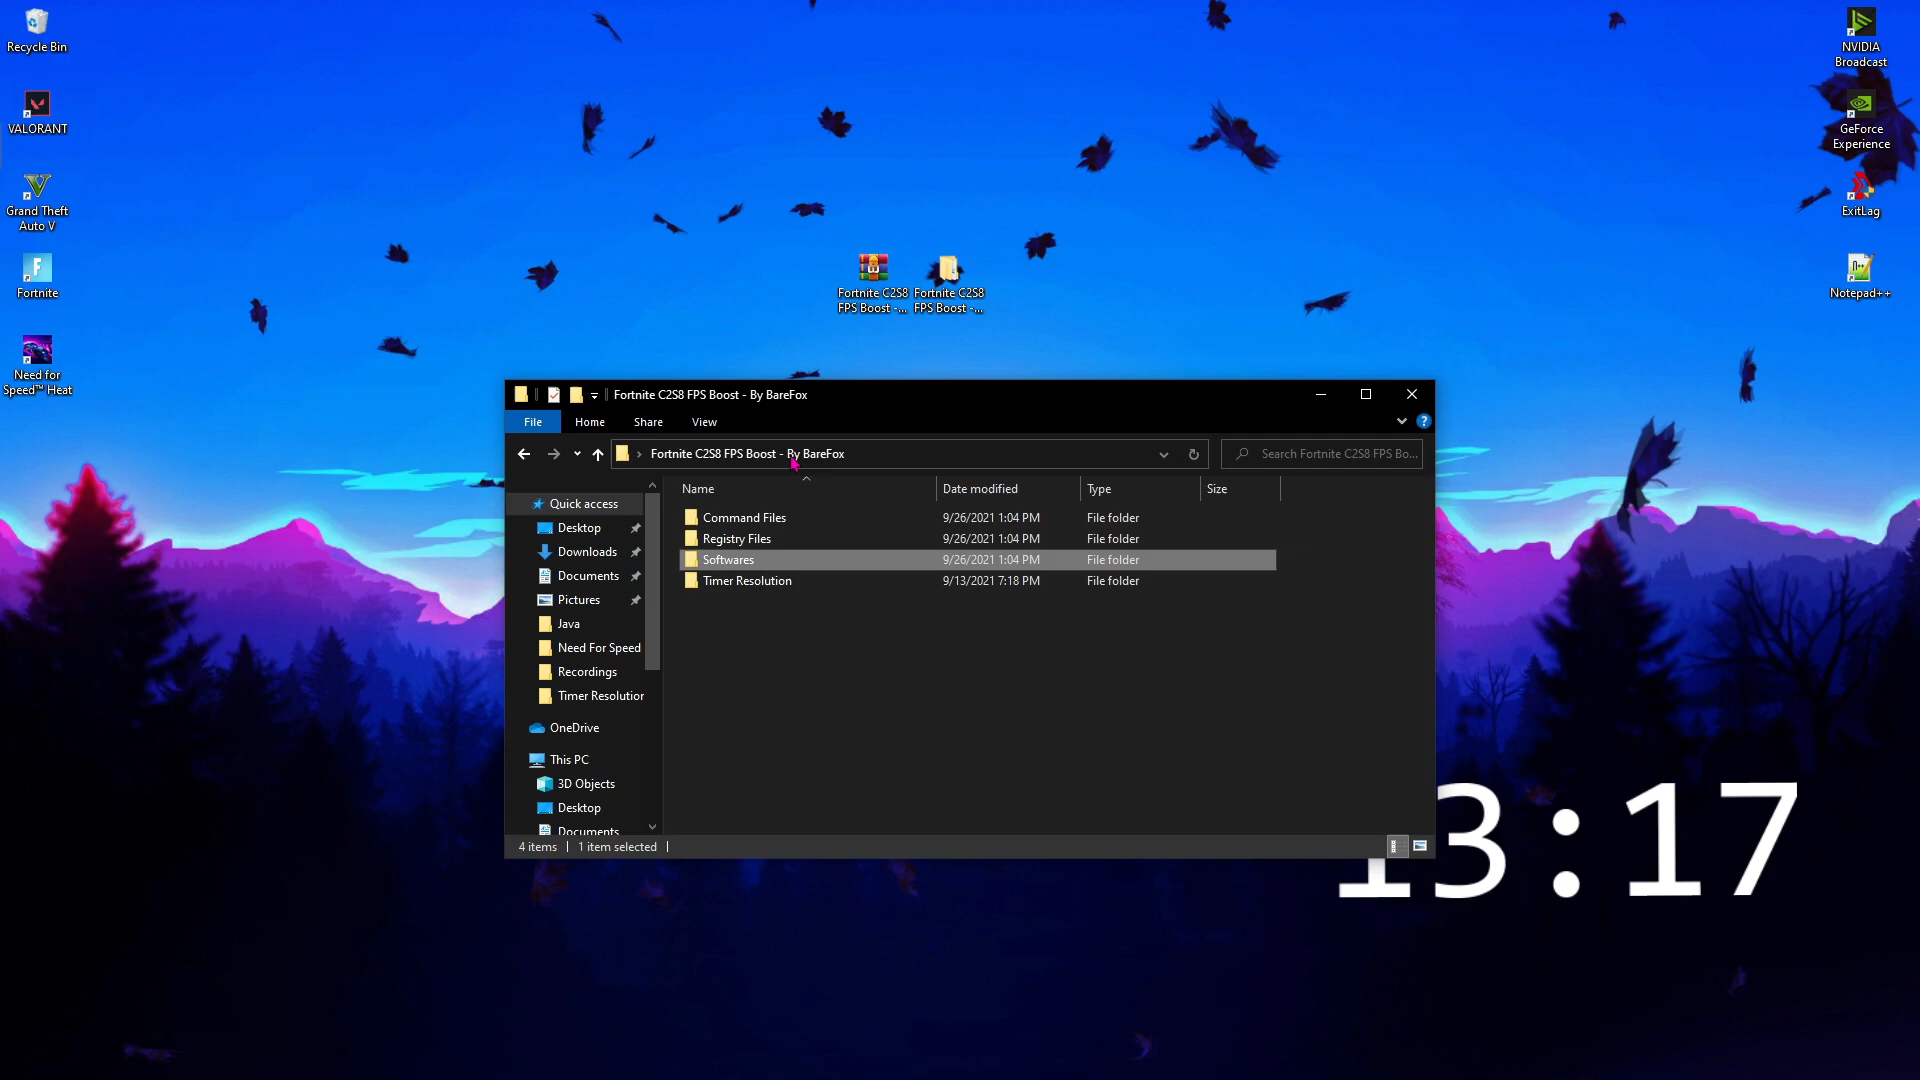 Recycle Bin
VALORANT
Grand Theft
Auto V
Fortnite
Need for
Speed™ Heat
Fortnite C2S8
FPS Boost -...
Fortnite C2S8
FPS Boost -...
NVIDIA
Broadcast
GeForce
Experience
ExitLag
Notepad++
Fortnite C2S8 FPS Boost - By BareFox
File Home Share View
Fortnite C2S8 FPS Boost - By BareFox
Search Fortnite C2S8 FPS Bo...
Name Date modified Type Size
Command Files 9/26/2021 1:04 PM File folder
Registry Files 9/26/2021 1:04 PM File folder
Softwares 9/26/2021 1:04 PM File folder
Timer Resolution 9/13/2021 7:18 PM File folder
Quick access
Desktop
Downloads
Documents
Pictures
Java
Need For Speed
Recordings
Timer Resolution
OneDrive
This PC
3D Objects
Desktop
Documents
4 items 1 item selected
13:17